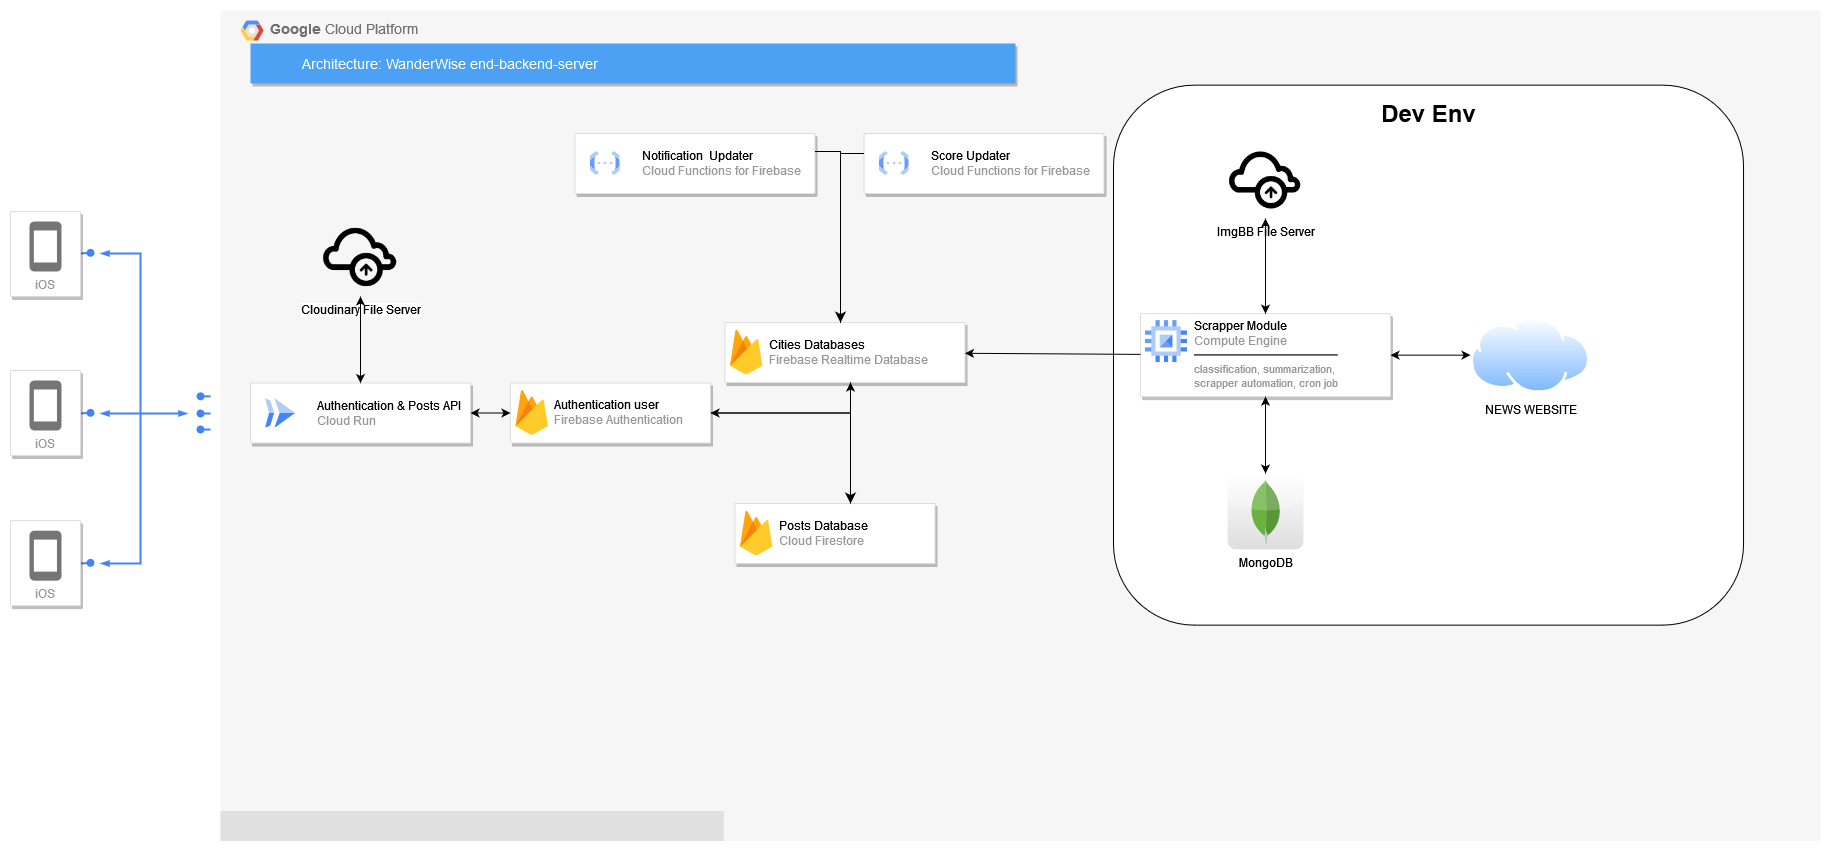 Google Cloud Platform
Architecture: WanderWise end-backend-server
Dev Env
Notification  Updater
Cloud Functions for Firebase
Score Updater
Cloud Functions for Firebase
ImgBB File Server
iOS
Cloudinary File Server
Cities Databases
Firebase Realtime Database
Scrapper Module
Compute Engine
classification, summarization,
scrapper automation, cron job
NEWS WEBSITE
iOS
Authentication & Posts API
Cloud Run
Authentication user
Firebase Authentication
Posts Database
Cloud Firestore
MongoDB
iOS